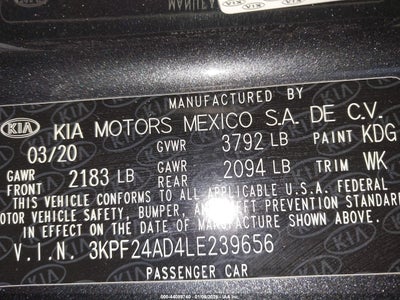 MANUFACTURED BY
KIA KIA MOTORS MEXICO S.A. DE C.V.
03/20 GVWR 3792 LB PAINT KDG
GAWR FRONT 2183 LB GAWR REAR 2094 LB TRIM WK
THIS VEHICLE CONFORMS TO ALL APPLICABLE U.S.A. FEDERAL
MOTOR VEHICLE SAFETY, BUMPER, AND THEFT PREVENTION STANDARDS
IN EFFECT ON THE DATE OF MANUFACTURE SHOWN ABOVE.
V.I.N. 3KPF24AD4LE239656
PASSENGER CAR